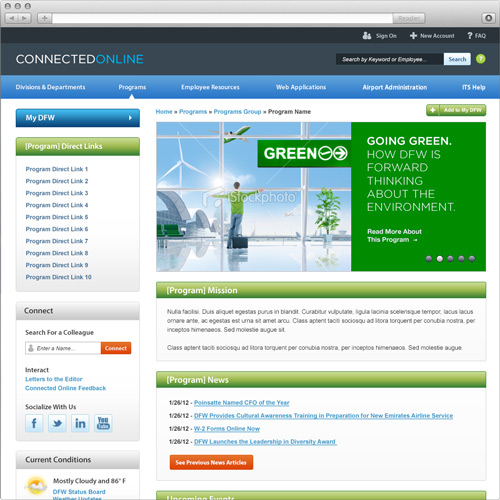 Reader
Sign On
New Account
? FAQ
CONNECTEDONLINE
Search by Keyword or Employee...
Search
?
Divisions & Departments
Programs
Employee Resources
Web Applications
Airport Administration
ITS Help
My DFW
Home » Programs » Programs Group » Program Name
Add to My DFW
[Program] Direct Links
Program Direct Link 1
Program Direct Link 2
Program Direct Link 3
Program Direct Link 4
Program Direct Link 5
Program Direct Link 6
Program Direct Link 7
Program Direct Link 8
Program Direct Link 9
Program Direct Link 10
GREEN
iStockphoto
GOING GREEN.
HOW DFW IS
FORWARD
THINKING
ABOUT THE
ENVIRONMENT.
Read More About
This Program →
[Program] Mission
Nulla facilisi. Duis aliquet egestas purus in blandit. Curabitur vulputate, ligula lacinia scelerisque tempor, lacus lacus
ornare ante, ac egestas est urna sit amet arcu. Class aptent taciti sociosqu ad litora torquent per conubia nostra, per
inceptos himenaeos. Sed molestie augue sit.
Class aptent taciti sociosqu ad litora torquent per conubia nostra, per inceptos himenaeos. Sed molestie augue.
Connect
Search For a Colleague
Enter a Name...
Connect
Interact
Letters to the Editor
Connected Online Feedback
Socialize With Us
f
in
You
Tube
[Program] News
1/26/12 - Poinsatte Named CFO of the Year
1/26/12 - DFW Provides Cultural Awareness Training in Preparation for New Emirates Airline Service
1/26/12 - W-2 Forms Online Now
1/26/12 - DFW Launches the Leadership in Diversity Award
See Previous News Articles
Current Conditions
Mostly Cloudy and 86° F
DFW Status Board
Weather Updates
Upcoming Events